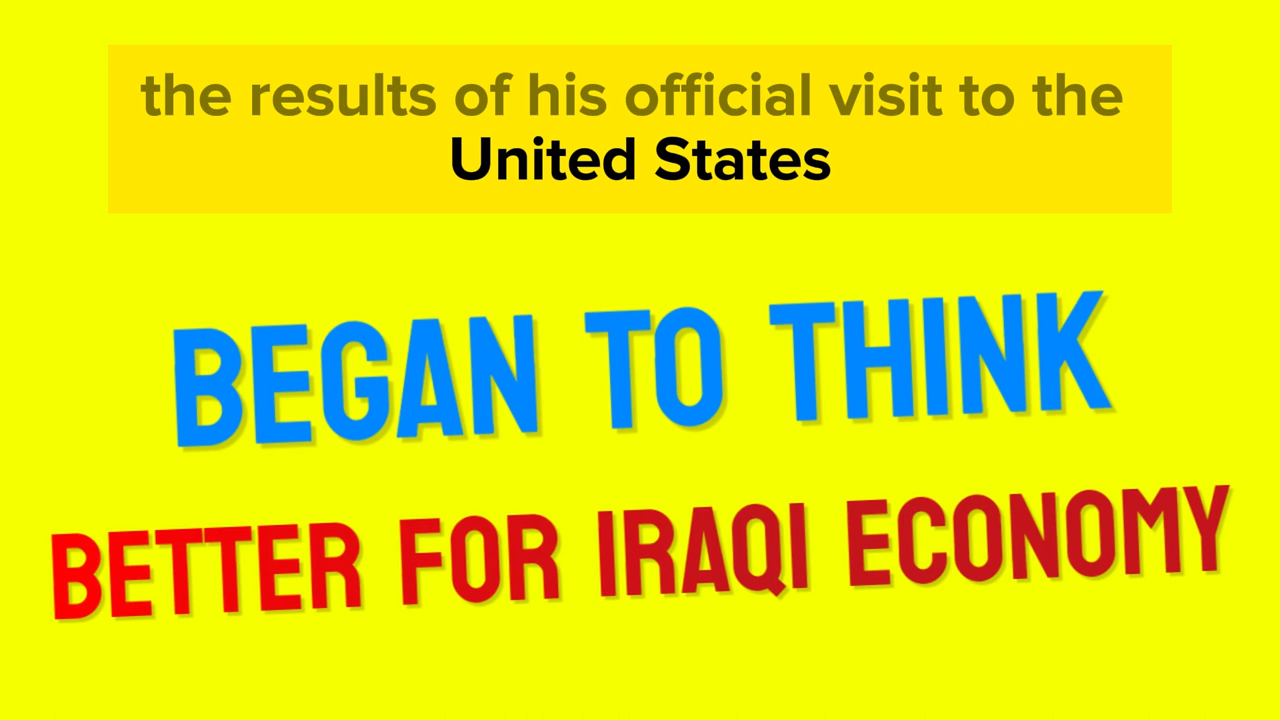 the results of his official visit to the
United States
BEGAN TO THINK
BETTER FOR IRAQI ECONOMY